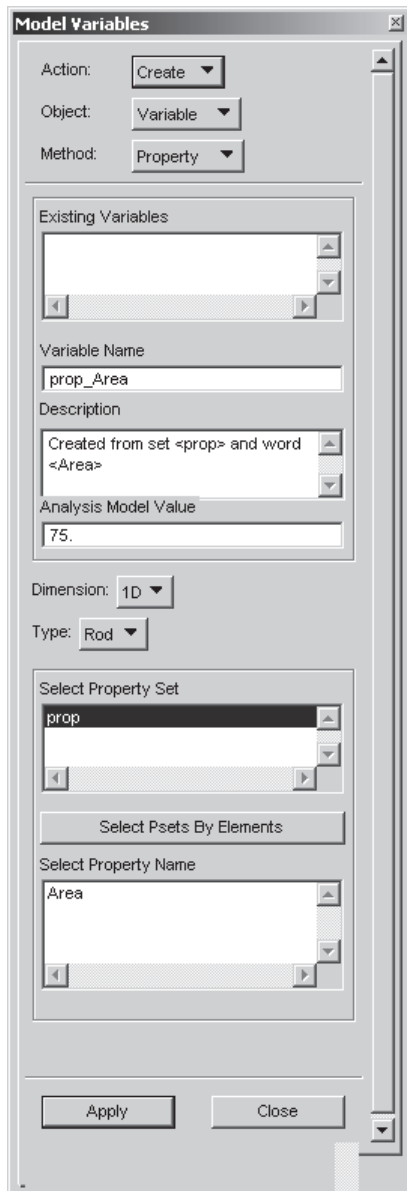 Model Variables
Action: Create
Object: Variable
Method: Property
Existing Variables
Variable Name
prop_Area
Description
Created from set <prop> and word
<Area>
Analysis Model Value
75.
Dimension: 1D
Type: Rod
Select Property Set
prop
Select Psets By Elements
Select Property Name
Area
Apply Close